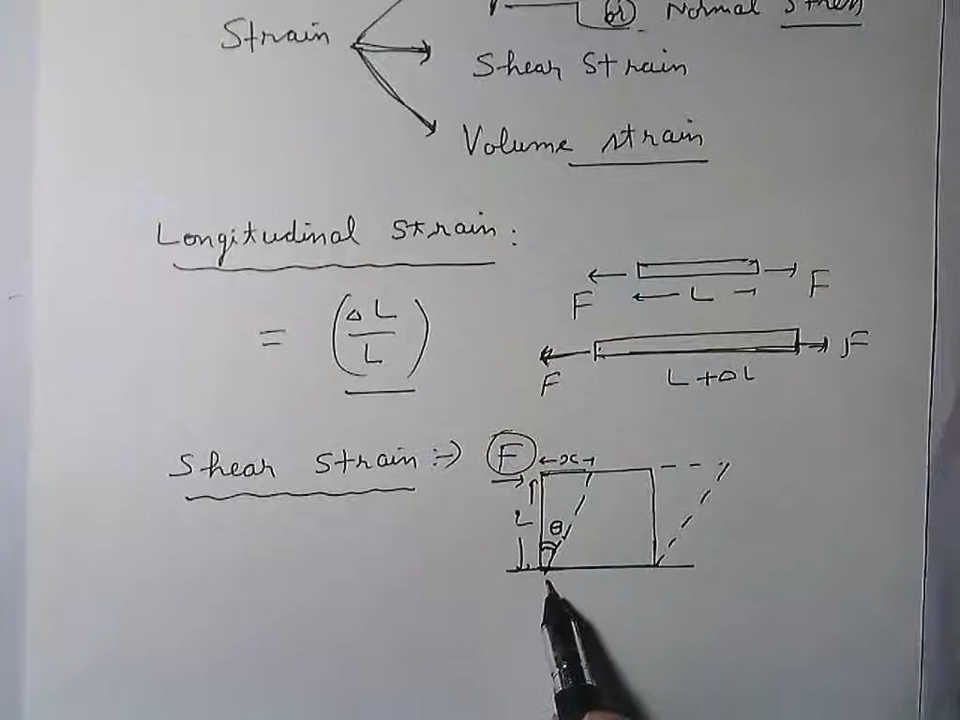 (or) Normal Stress
Strain
Shear Strain
Volume strain
Longitudinal Strain:
F ← L → F
= (ΔL / L)
F L + ΔL F
Shear Strain :→ F ← x →
L θ